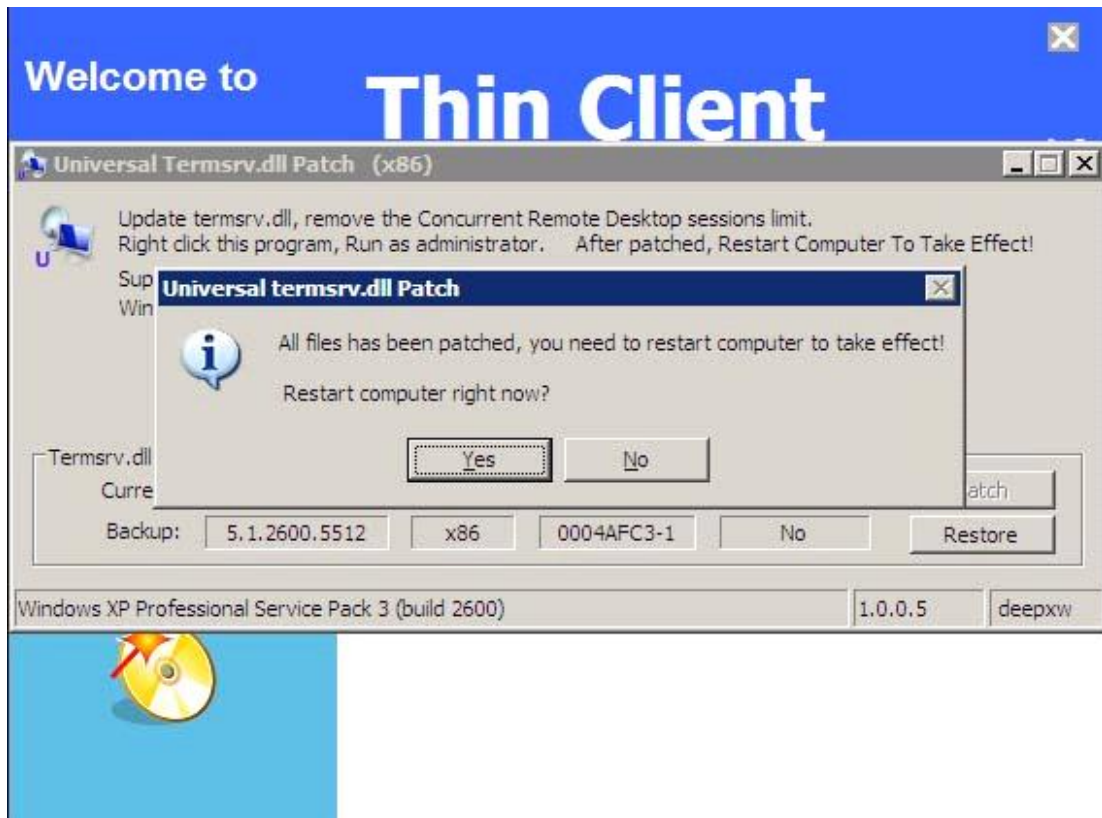 Welcome to
Thin Client
Universal Termsrv.dll Patch (x86)
Update termsrv.dll, remove the Concurrent Remote Desktop sessions limit.
Right click this program, Run as administrator. After patched, Restart Computer To Take Effect!
Sup
Win
U
Universal termsrv.dll Patch
All files has been patched, you need to restart computer to take effect!
Restart computer right now?
Yes No
Termsrv.dll
Curre
atch
Backup: 5.1.2600.5512 x86 0004AFC3-1 No Restore
Windows XP Professional Service Pack 3 (build 2600) 1.0.0.5 deepxw